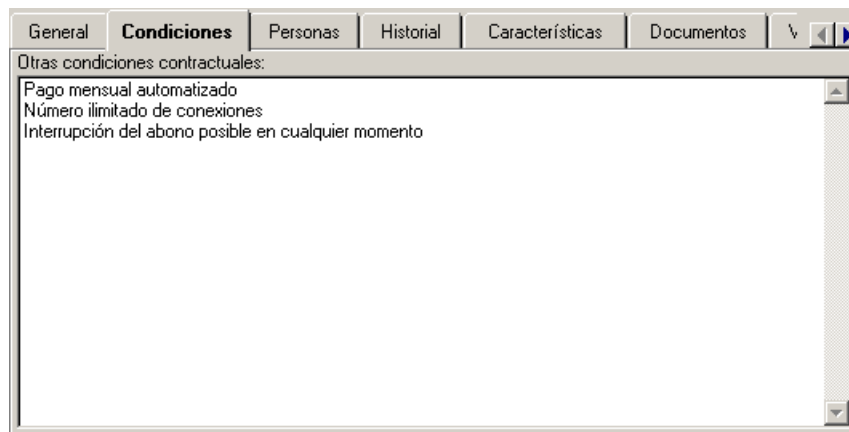 General Condiciones Personas Historial Características Documentos
Otras condiciones contractuales:
Pago mensual automatizado
Número ilimitado de conexiones
Interrupción del abono posible en cualquier momento